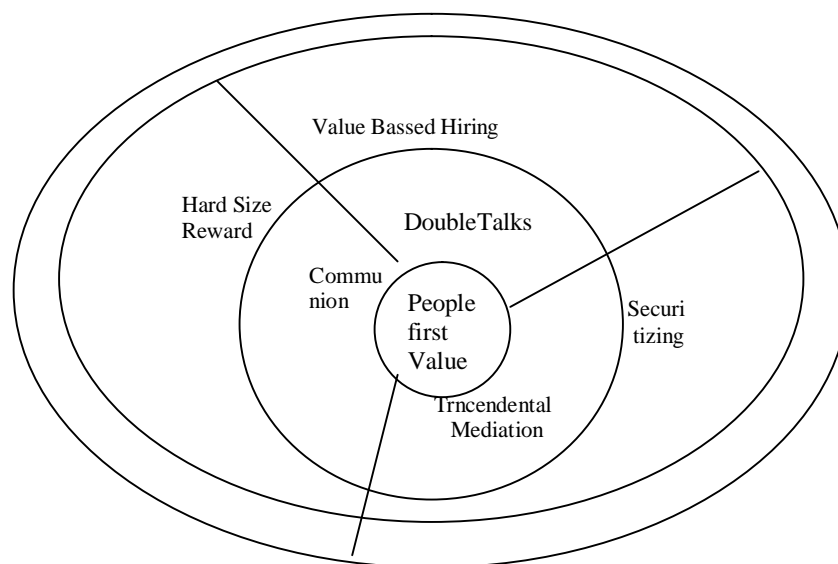 Value Bassed Hiring
Hard Size
Reward
DoubleTalks
Commu
nion
People
first
Value
Securi
tizing
Trncendental
Mediation